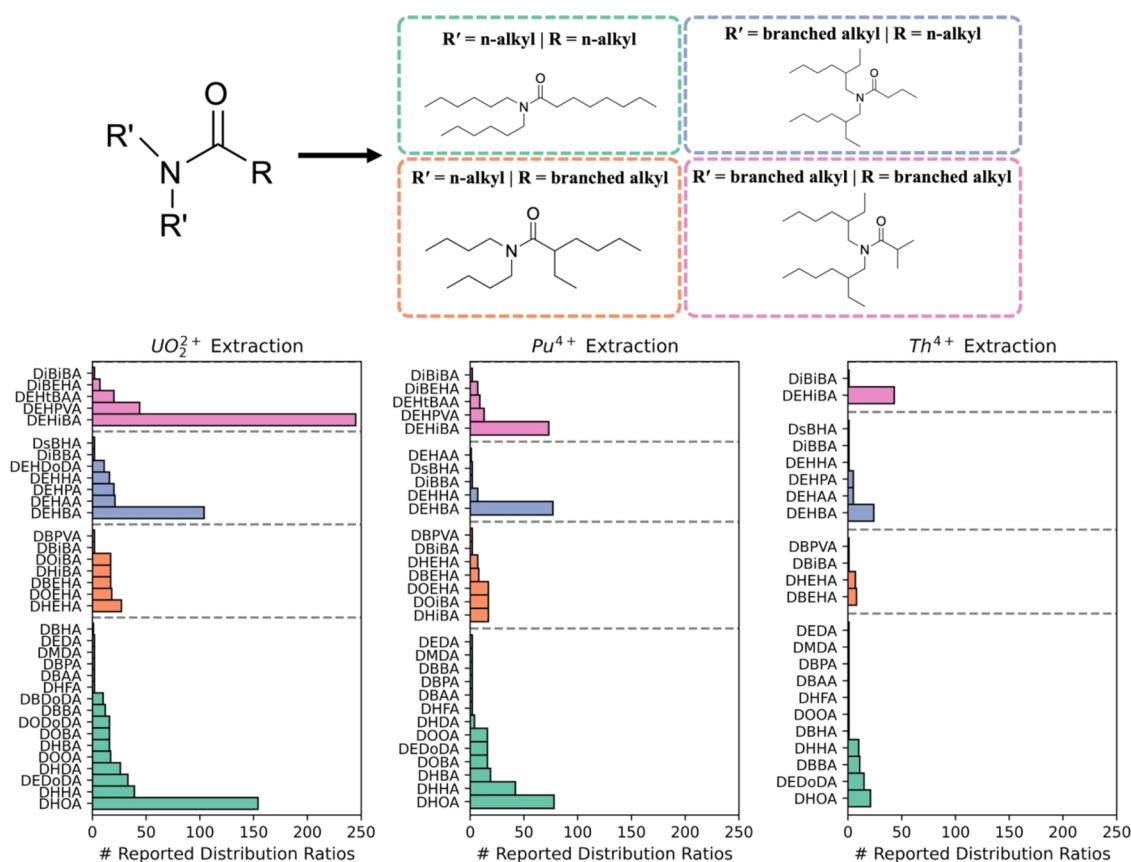 R' = n-alkyl | R = n-alkyl
R' = branched alkyl | R = n-alkyl
O
N
O
N
O
R'
N
R
R'
R' = n-alkyl | R = branched alkyl
R' = branched alkyl | R = branched alkyl
O
N
O
N
UO₂²⁺ Extraction
DiBiBA
DiBEHA
DEHtBAA
DEHPVA
DEHiBA
DsBHA
DiBBA
DEHDoDA
DEHHA
DEHPA
DEHAA
DEHBA
DBPVA
DBiBA
DOiBA
DHiBA
DBEHA
DOEHA
DHEHA
DBHA
DEDA
DMDA
DBPA
DBAA
DHFA
DBDoDA
DBBA
DODoDA
DOBA
DHBA
DOOA
DHDA
DEDoDA
DHHA
DHOA
0 50 100 150 200 250
# Reported Distribution Ratios
Pu⁴⁺ Extraction
DiBiBA
DiBEHA
DEHtBAA
DEHPVA
DEHiBA
DEHAA
DsBHA
DiBBA
DEHHA
DEHBA
DBPVA
DBiBA
DHEHA
DBEHA
DOEHA
DOiBA
DHiBA
DEDA
DMDA
DBBA
DBPA
DBAA
DHFA
DHDA
DOOA
DEDoDA
DOBA
DHBA
DHHA
DHOA
0 50 100 150 200 250
# Reported Distribution Ratios
Th⁴⁺ Extraction
DiBiBA
DEHiBA
DsBHA
DiBBA
DEHHA
DEHPA
DEHAA
DEHBA
DBPVA
DBiBA
DHEHA
DBEHA
DEDA
DMDA
DBPA
DBAA
DHFA
DOOA
DBHA
DHHA
DBBA
DEDoDA
DHOA
0 50 100 150 200 250
# Reported Distribution Ratios